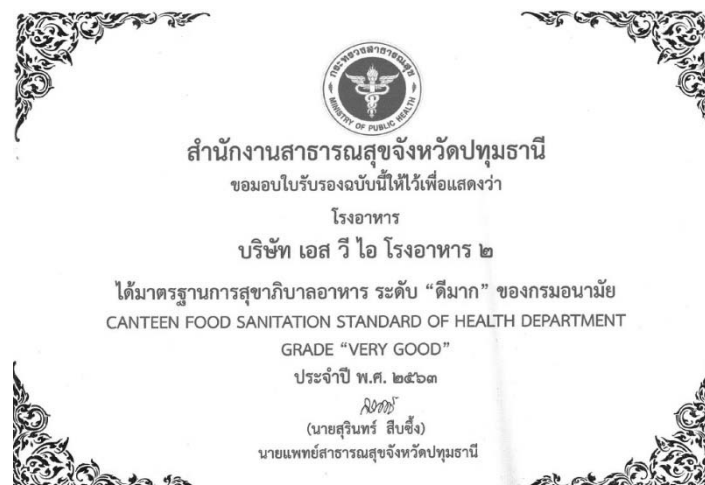 กระทรวงสาธารณสุข
MINISTRY OF PUBLIC HEALTH
สำนักงานสาธารณสุขจังหวัดปทุมธานี
ขอมอบใบรับรองฉบับนี้ให้ไว้เพื่อแสดงว่า
โรงอาหาร
บริษัท เอส วี ไอ โรงอาหาร ๒
ได้มาตรฐานการสุขาภิบาลอาหาร ระดับ “ดีมาก” ของกรมอนามัย
CANTEEN FOOD SANITATION STANDARD OF HEALTH DEPARTMENT
GRADE “VERY GOOD”
ประจำปี พ.ศ. ๒๕๖๓
(นายสุรินทร์ สืบซึ้ง)
นายแพทย์สาธารณสุขจังหวัดปทุมธานี